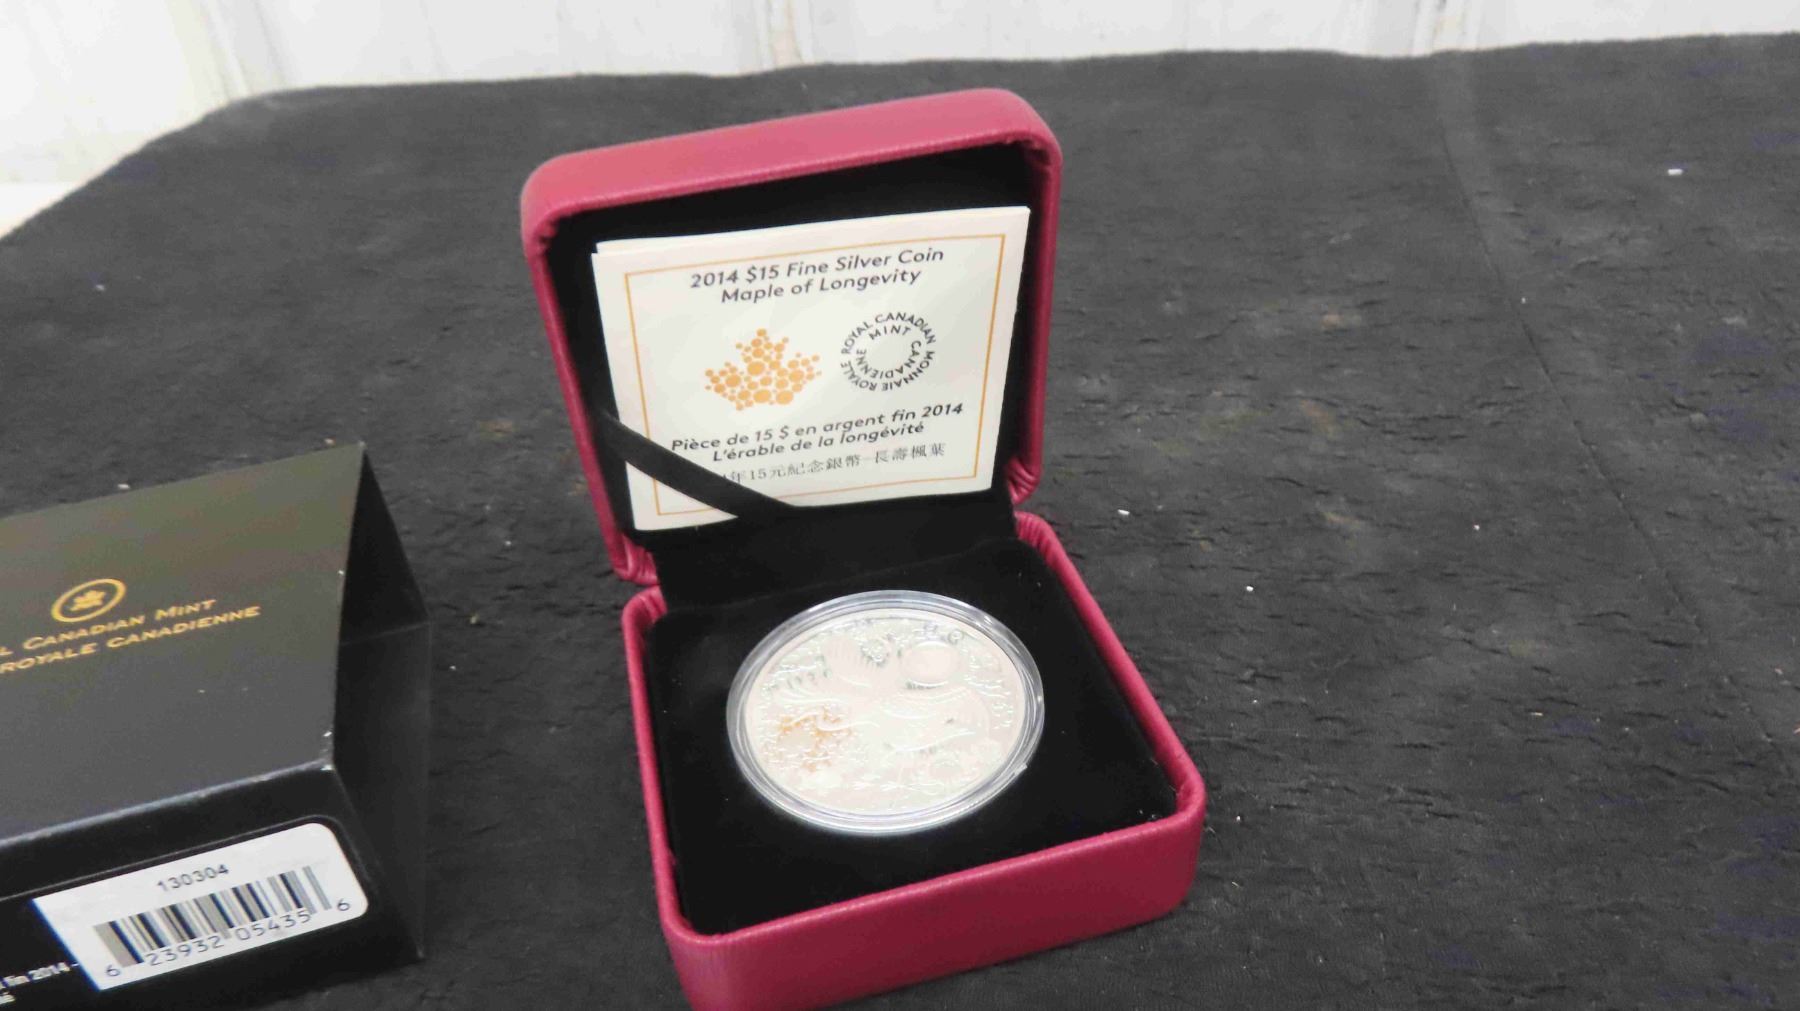 2014 $15 Fine Silver Coin
Maple of Longevity
ROYAL CANADIAN MINT
MONNAIE ROYALE CANADIENNE
Pièce de 15 $ en argent fin 2014
L'érable de la longévité
年15元紀念銀幣 長壽楓葉
CANADIAN MINT
ROYALE CANADIENNE
130304
6 23932 05435 6
fin 2014 -